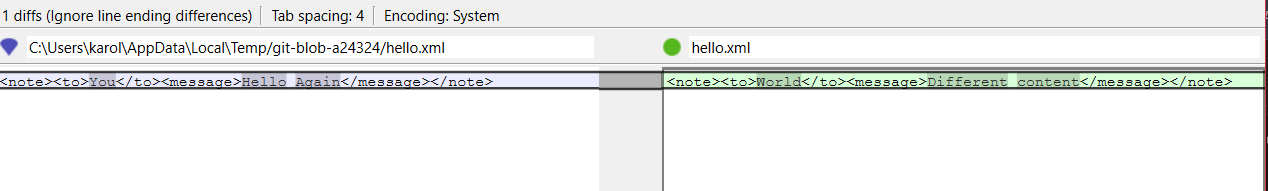 1 diffs (Ignore line ending differences) Tab spacing: 4 Encoding: System
C:\Users\karol\AppData\Local\Temp/git-blob-a24324/hello.xml
hello.xml
<note><to>You</to><message>Hello Again</message></note>
<note><to>World</to><message>Different content</message></note>